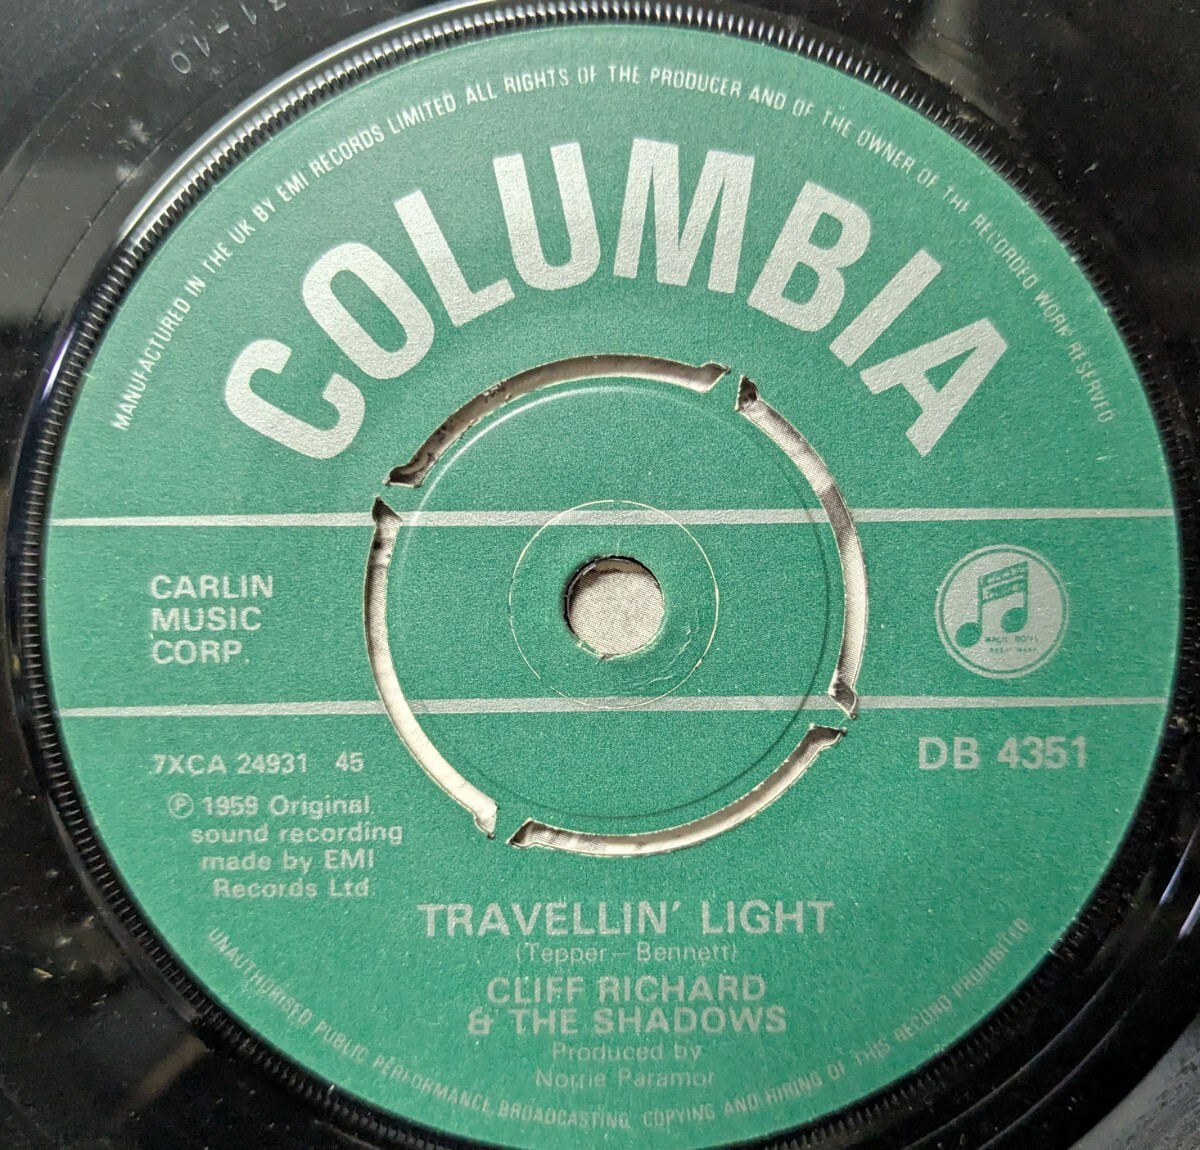 MANUFACTURED IN THE UK BY EMI RECORDS LIMITED ALL RIGHTS OF THE PRODUCER AND OF THE OWNER OF THE RECORDED WORK RESERVED
COLUMBIA
CARLIN
MUSIC
CORP.
7XCA 24931 45
DB 4351
℗ 1959 Original
sound recording
made by EMI
Records Ltd
TRAVELLIN' LIGHT
(Tepper – Bennett)
CLIFF RICHARD
& THE SHADOWS
Produced by
Norrie Paramor
UNAUTHORISED PUBLIC PERFORMANCE, BROADCASTING, COPYING AND HIRING OF THIS RECORD PROHIBITED